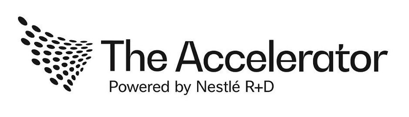 The Accelerator
Powered by Nestlé R+D